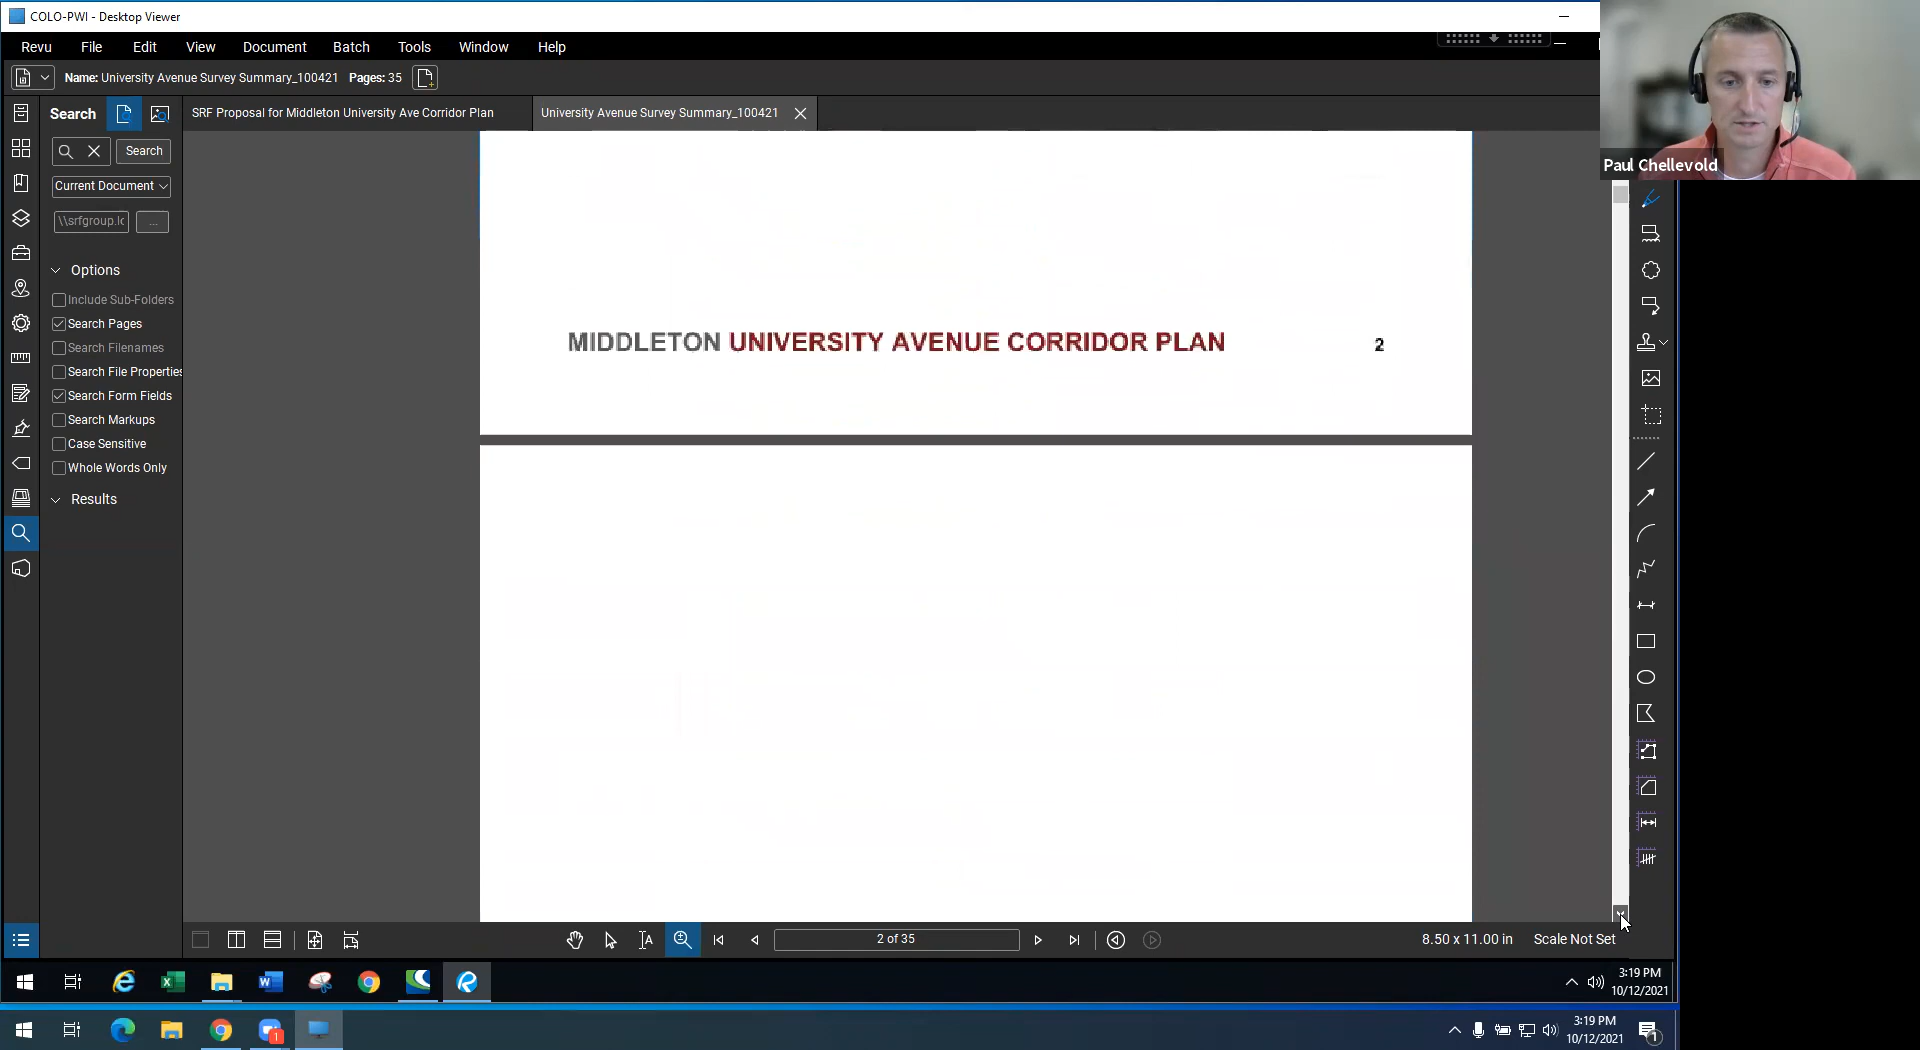 COLO-PWI - Desktop Viewer
Revu File Edit View Document Batch Tools Window Help
Name: University Avenue Survey Summary_100421 Pages: 35
Search
SRF Proposal for Middleton University Ave Corridor Plan
University Avenue Survey Summary_100421
Search
Current Document
\\srfgroup.lo
...
Options
Include Sub-Folders
Search Pages
Search Filenames
Search File Properties
Search Form Fields
Search Markups
Case Sensitive
Whole Words Only
Results
MIDDLETON UNIVERSITY AVENUE CORRIDOR PLAN 2
Paul Chellevold
2 of 35
8.50 x 11.00 in Scale Not Set
3:19 PM
10/12/2021
3:19 PM
10/12/2021
1
1